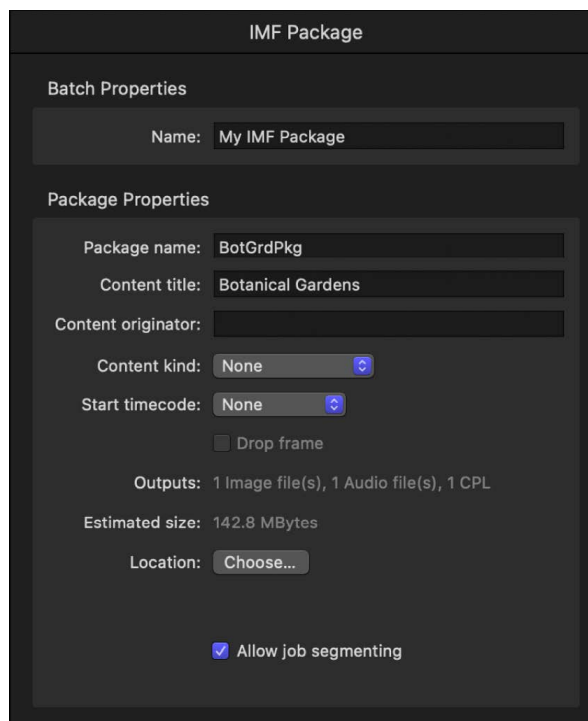 IMF Package
Batch Properties
Name: My IMF Package
Package Properties
Package name: BotGrdPkg
Content title: Botanical Gardens
Content originator:
Content kind: None
Start timecode: None
Drop frame
Outputs: 1 Image file(s), 1 Audio file(s), 1 CPL
Estimated size: 142.8 MBytes
Location: Choose...
Allow job segmenting